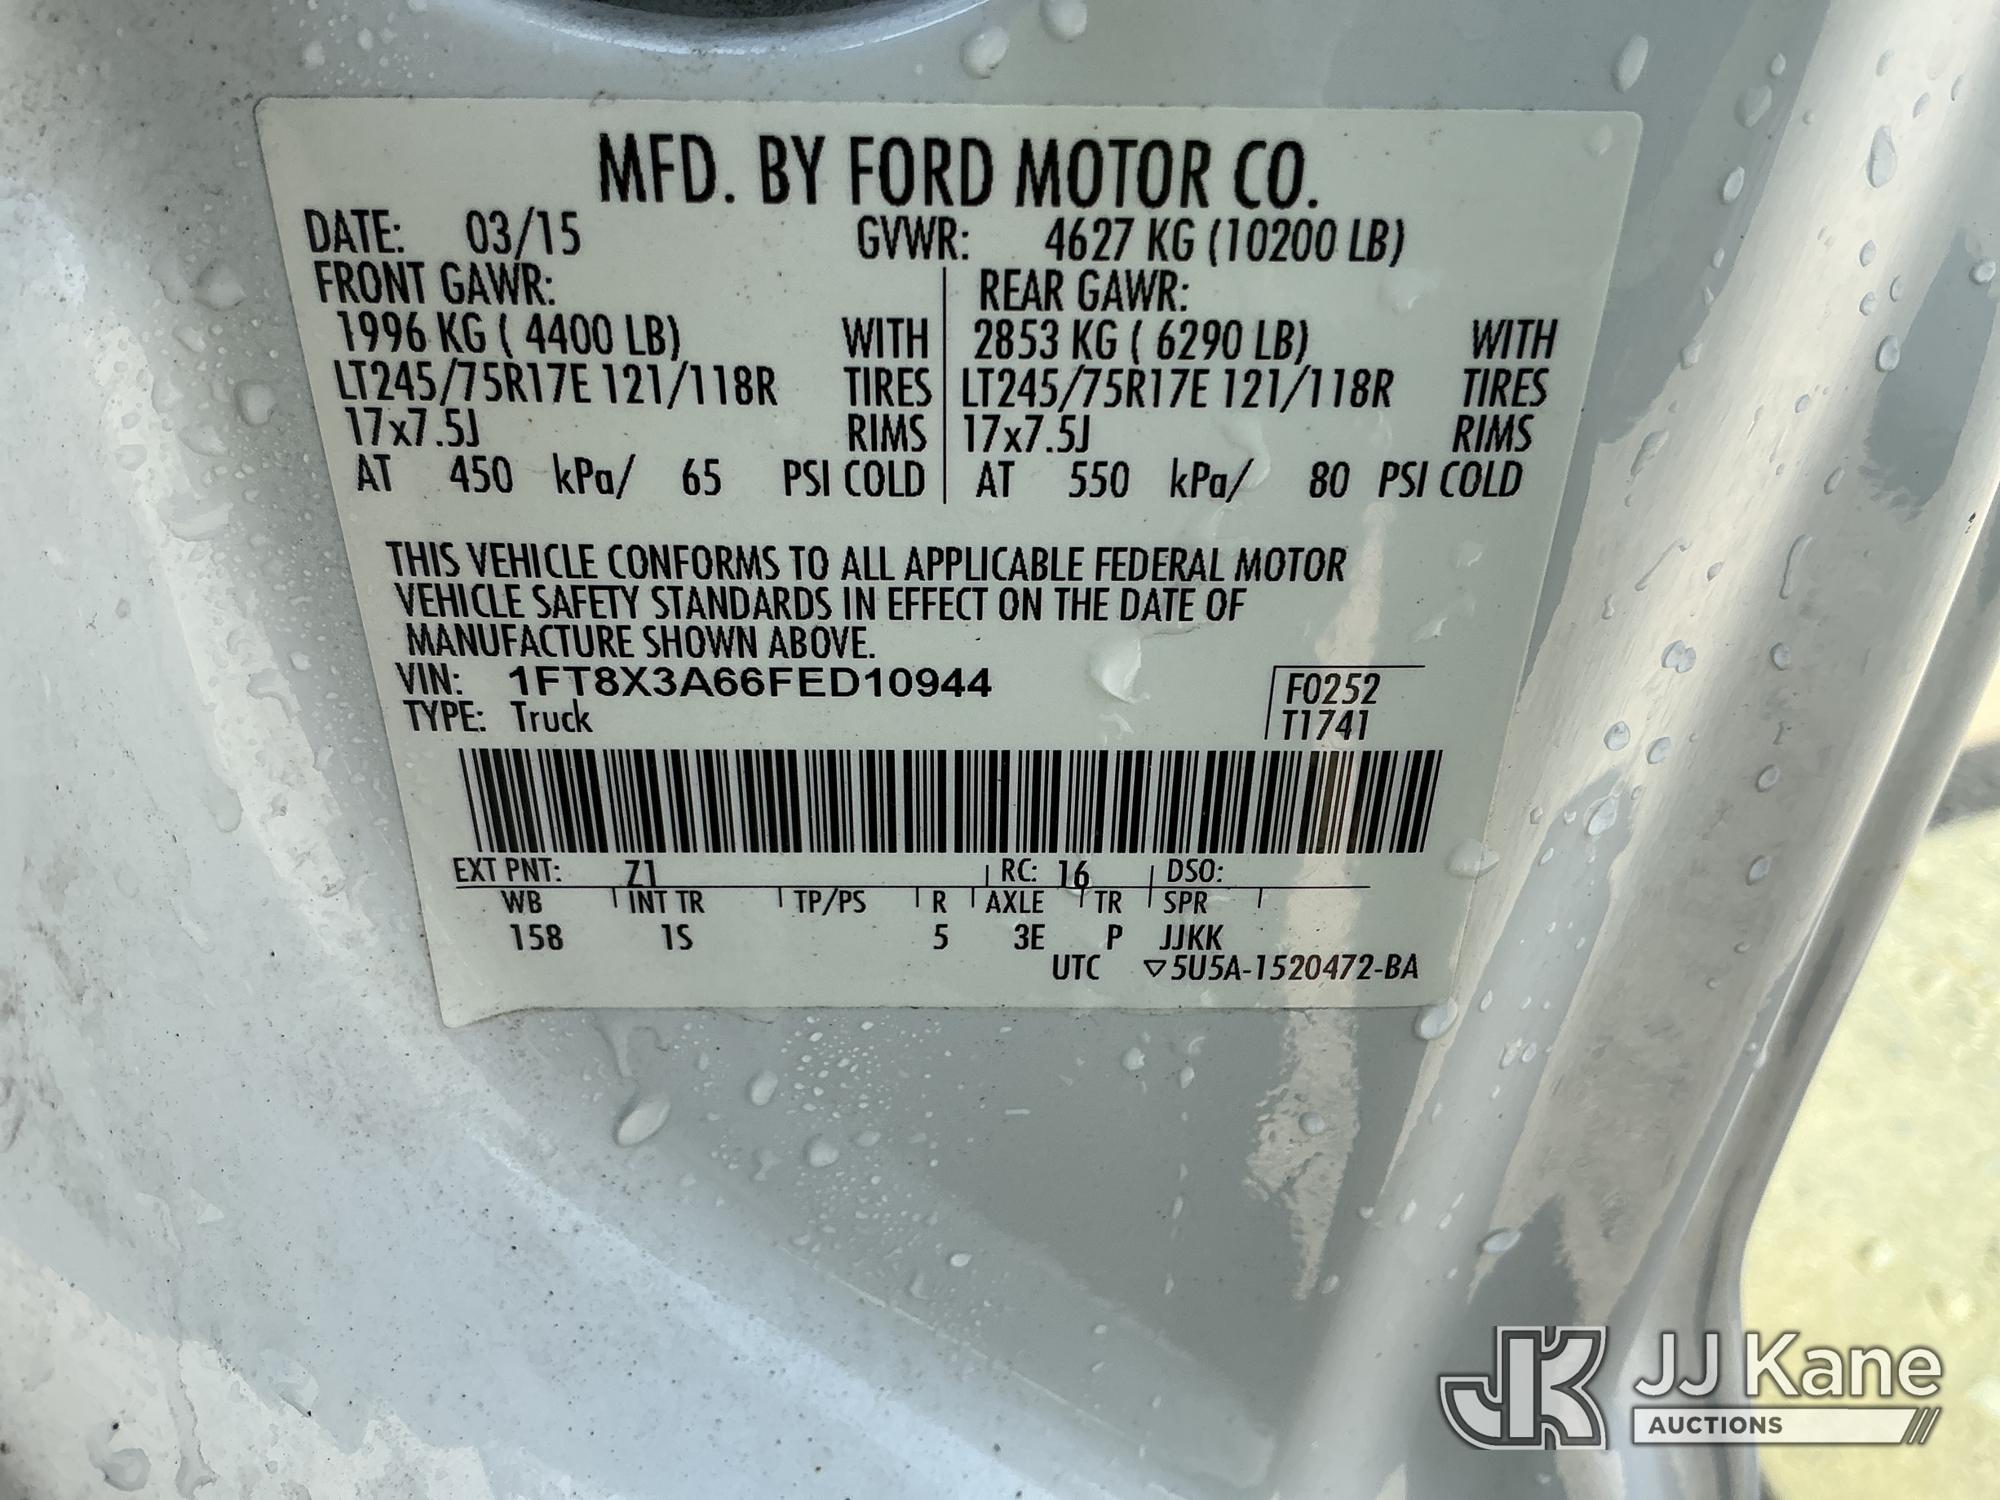 MFD. BY FORD MOTOR CO.
DATE: 03/15 GVWR: 4627 KG (10200 LB)
FRONT GAWR: REAR GAWR:
1996 KG ( 4400 LB) WITH 2853 KG ( 6290 LB) WITH
LT245/75R17E 121/118R TIRES LT245/75R17E 121/118R TIRES
17x7.5J RIMS 17x7.5J RIMS
AT 450 kPa/ 65 PSI COLD AT 550 kPa/ 80 PSI COLD
THIS VEHICLE CONFORMS TO ALL APPLICABLE FEDERAL MOTOR
VEHICLE SAFETY STANDARDS IN EFFECT ON THE DATE OF
MANUFACTURE SHOWN ABOVE.
VIN: 1FT8X3A66FED10944 F0252
TYPE: Truck T1741
EXT PNT: Z1 RC: 16 DSO:
WB INT TR TP/PS R AXLE TR SPR
158 1S 5 3E P JJKK
UTC ▽5U5A-1520472-BA
JK JJ Kane
AUCTIONS